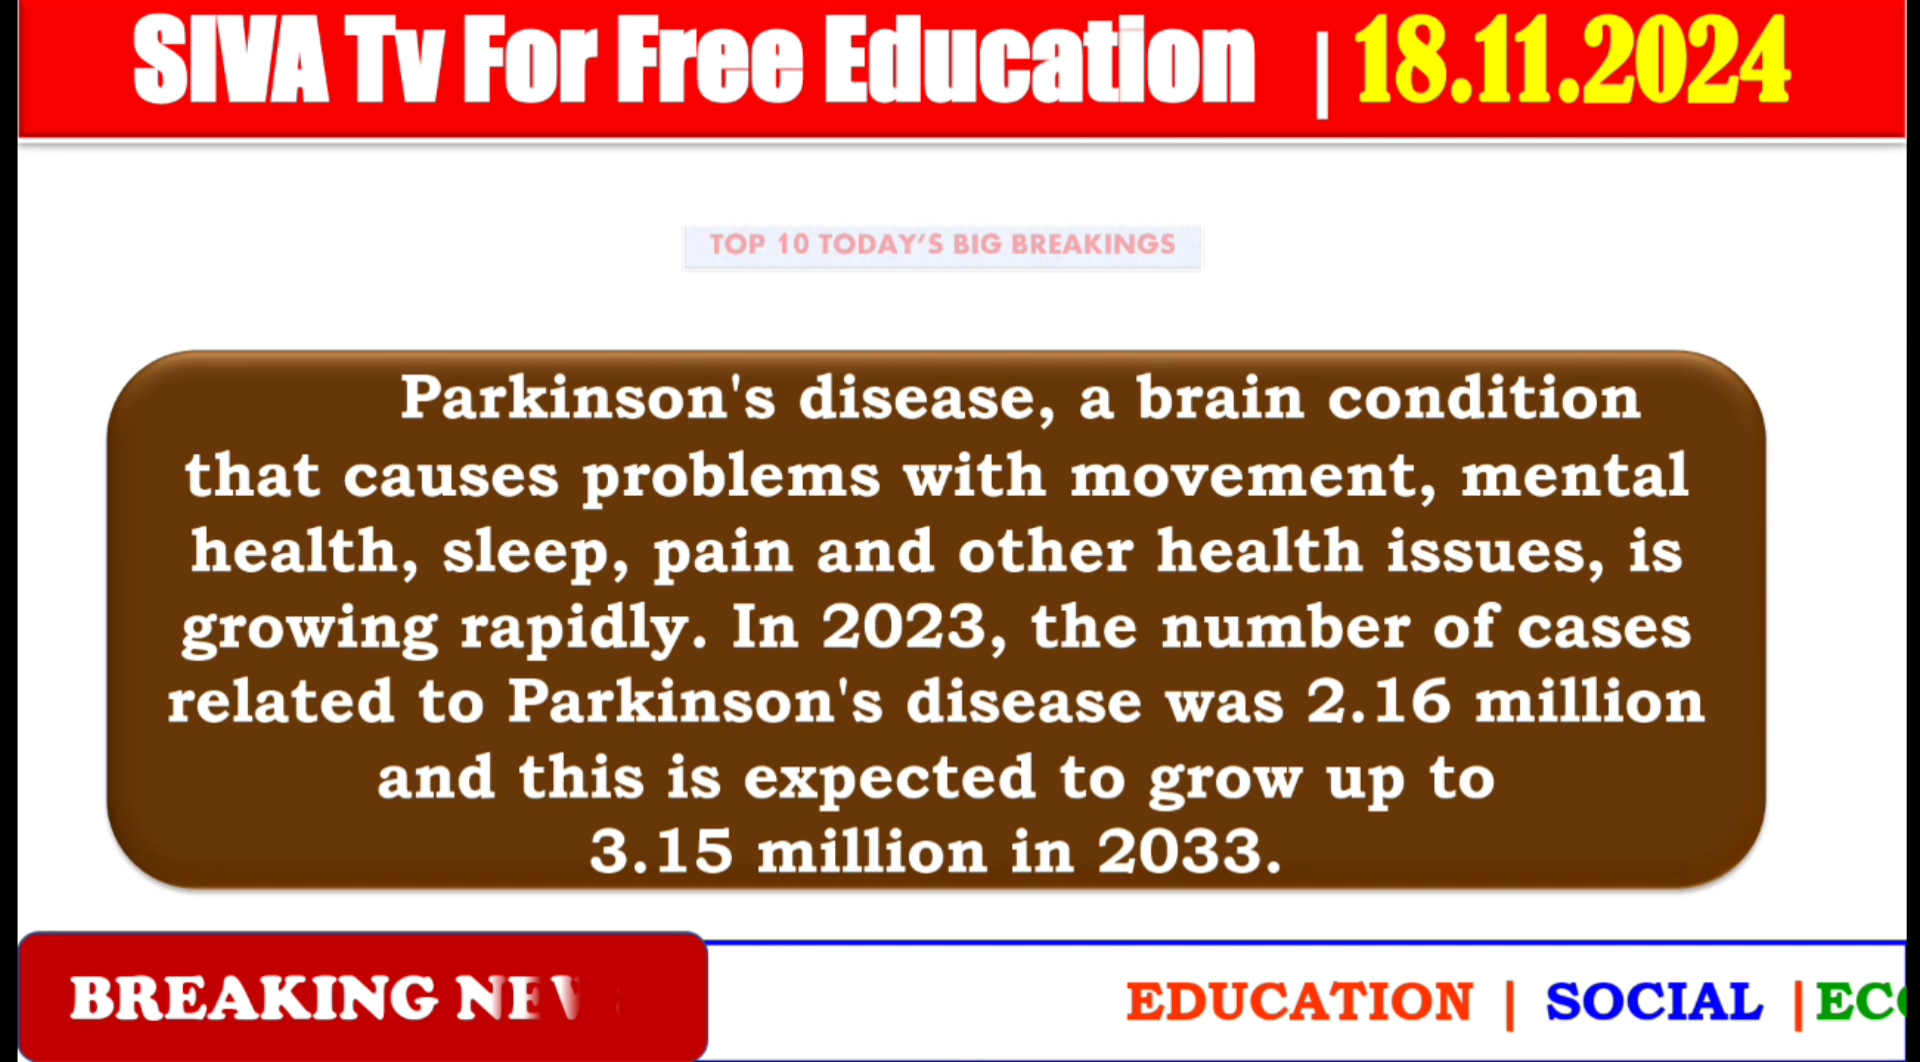 SIVA Tv For Free Education | 18.11.2024
TOP 10 TODAY’S BIG BREAKINGS
Parkinson's disease, a brain condition
that causes problems with movement, mental
health, sleep, pain and other health issues, is
growing rapidly. In 2023, the number of cases
related to Parkinson's disease was 2.16 million
and this is expected to grow up to
3.15 million in 2033.
BREAKING
EDUCATION | SOCIAL |